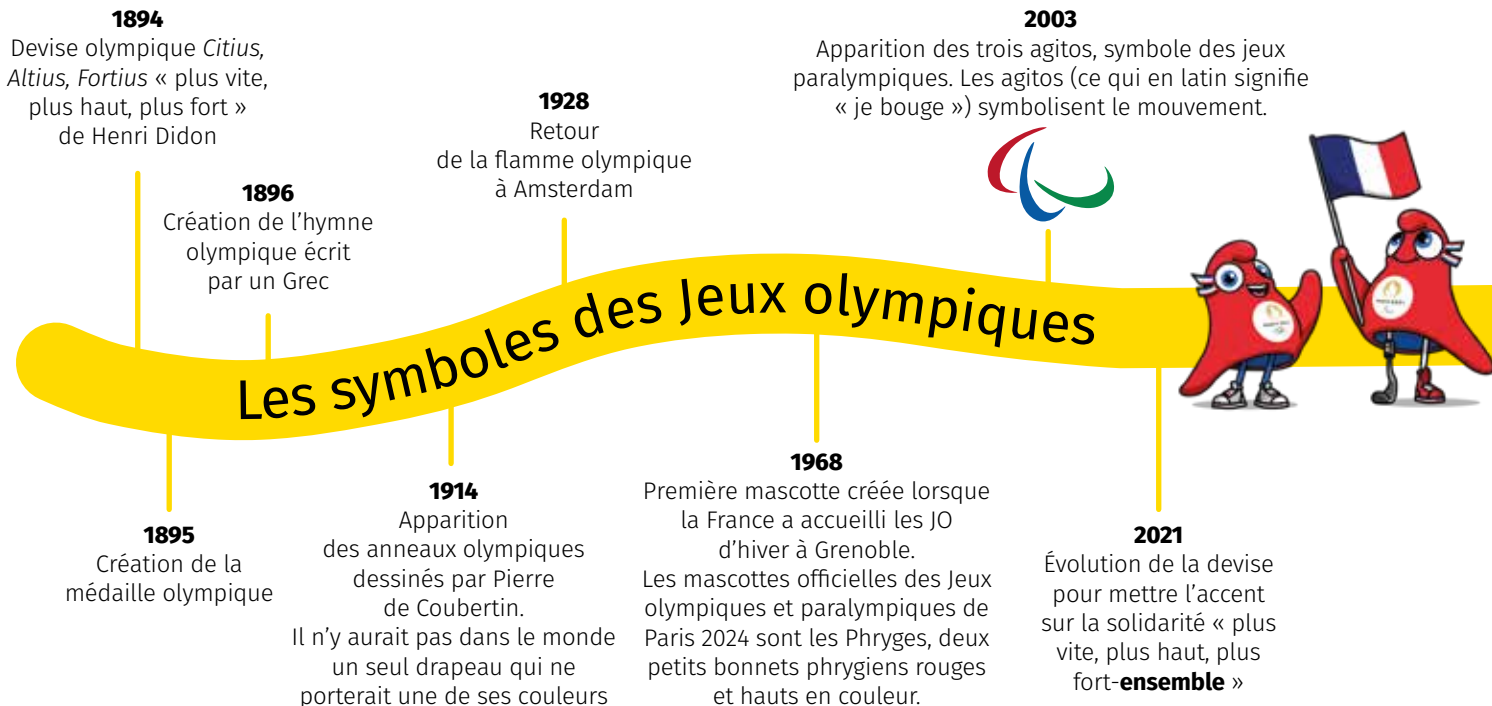 1894
Devise olympique Citius,
Altius, Fortius « plus vite,
plus haut, plus fort »
de Henri Didon
1896
Création de l’hymne
olympique écrit
par un Grec
1928
Retour
de la flamme olympique
à Amsterdam
2003
Apparition des trois agitos, symbole des jeux
paralympiques. Les agitos (ce qui en latin signifie
« je bouge ») symbolisent le mouvement.
Les symboles des Jeux olympiques
1895
Création de la
médaille olympique
1914
Apparition
des anneaux olympiques
dessinés par Pierre
de Coubertin.
Il n’y aurait pas dans le monde
un seul drapeau qui ne
porterait une de ses couleurs
1968
Première mascotte créée lorsque
la France a accueilli les JO
d’hiver à Grenoble.
Les mascottes officielles des Jeux
olympiques et paralympiques de
Paris 2024 sont les Phryges, deux
petits bonnets phrygiens rouges
et hauts en couleur.
2021
Évolution de la devise
pour mettre l’accent
sur la solidarité « plus
vite, plus haut, plus
fort-ensemble »